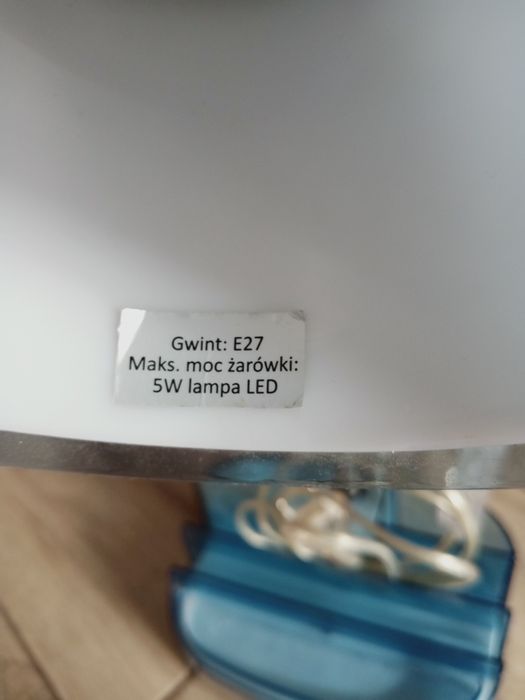 Gwint: E27
Maks. moc żarówki:
5W lampa LED